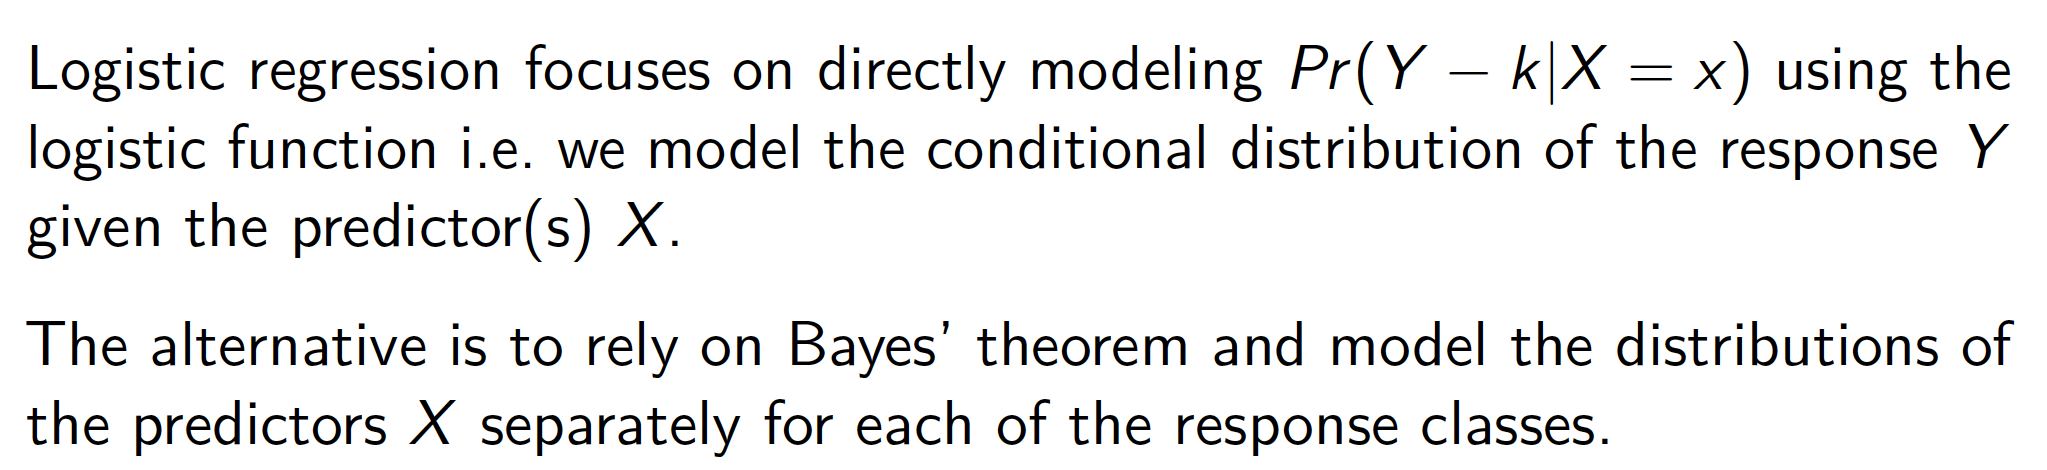 Logistic regression focuses on directly modeling Pr(Y − k|X = x) using the
logistic function i.e. we model the conditional distribution of the response Y
given the predictor(s) X.
The alternative is to rely on Bayes' theorem and model the distributions of
the predictors X separately for each of the response classes.